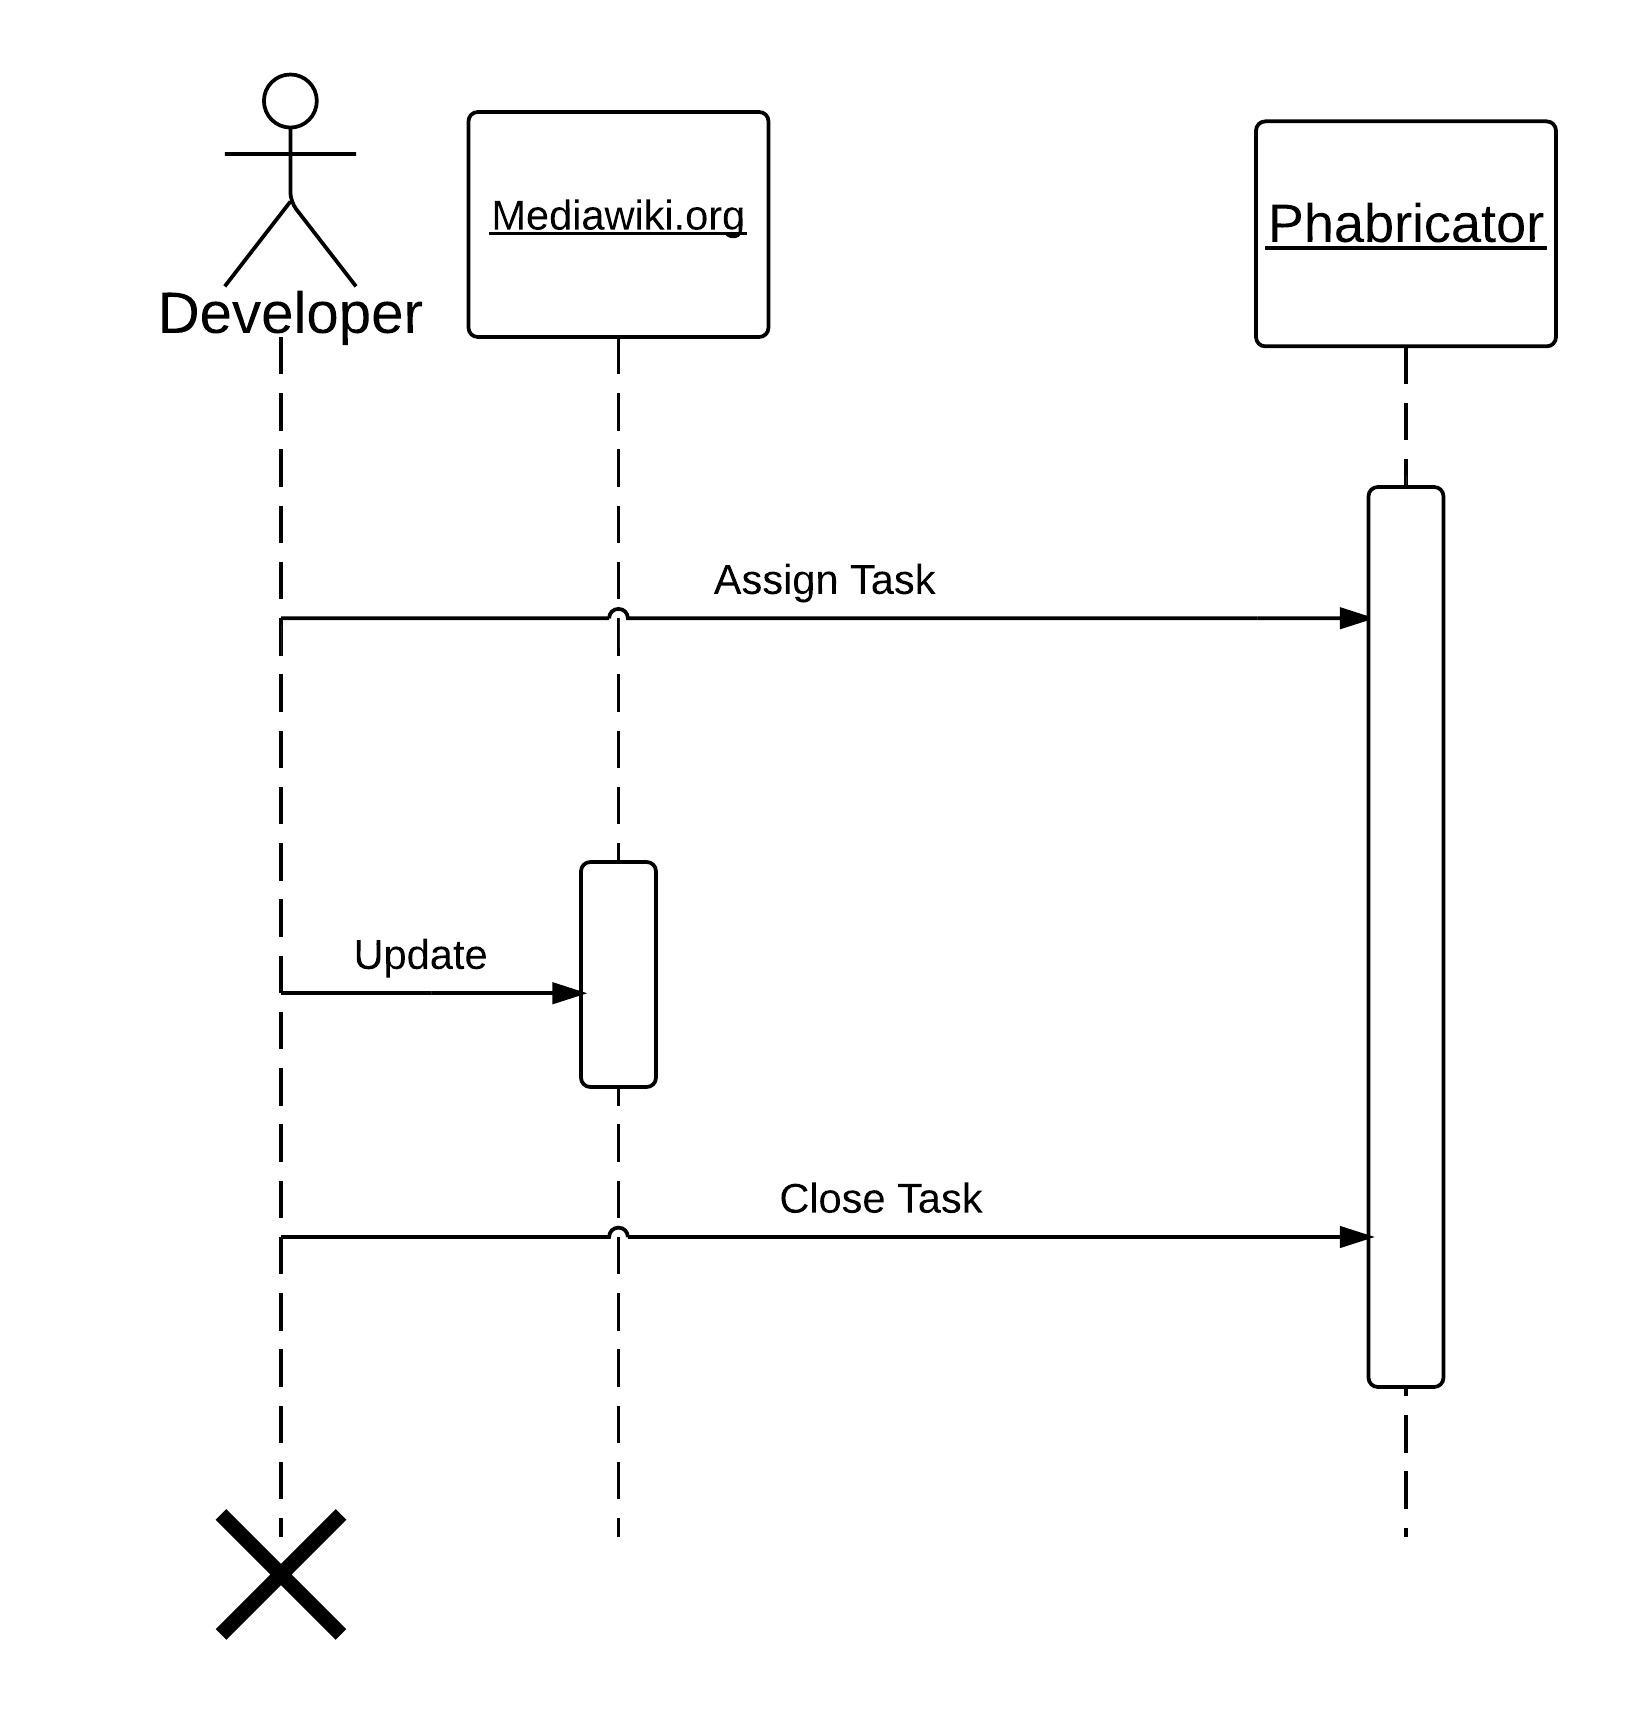 Developer
Mediawiki.org
Phabricator
Assign Task
Update
Close Task